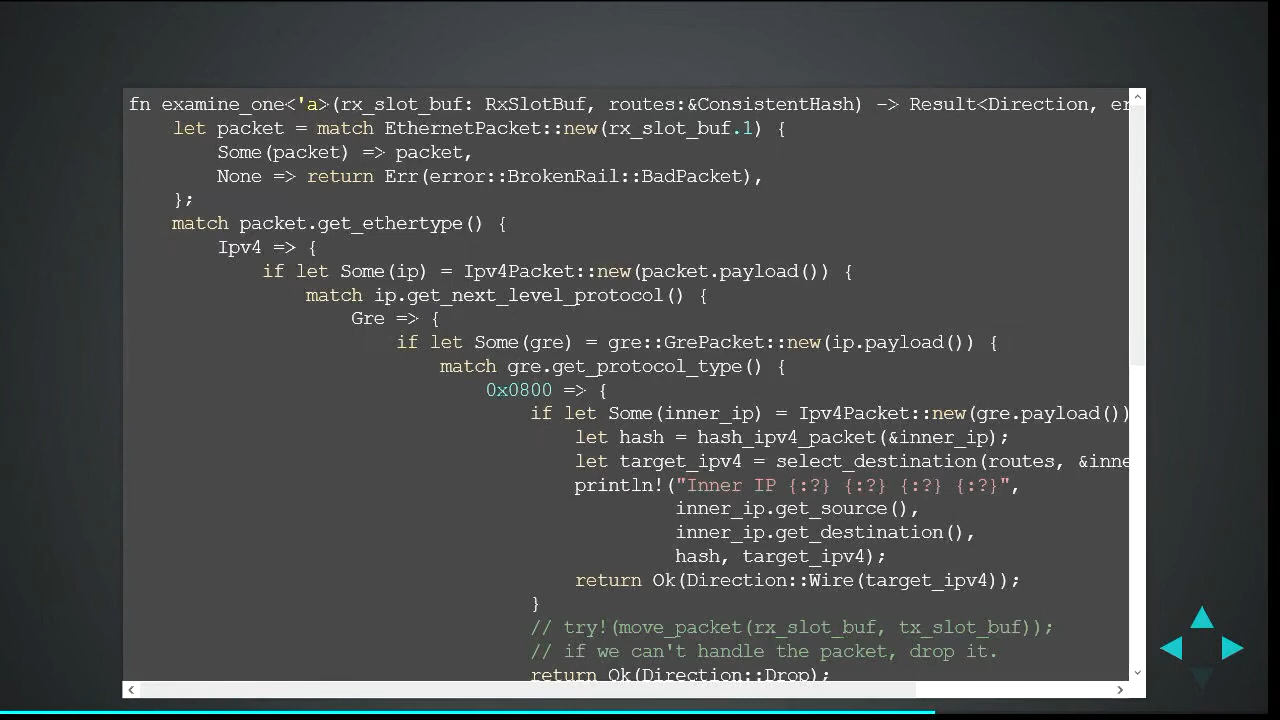 fn examine_one<'a>(rx_slot_buf: RxSlotBuf, routes:&ConsistentHash) -> Result<Direction, er
let packet = match EthernetPacket::new(rx_slot_buf.1) {
Some(packet) => packet,
None => return Err(error::BrokenRail::BadPacket),
};
match packet.get_ethertype() {
Ipv4 => {
if let Some(ip) = Ipv4Packet::new(packet.payload()) {
match ip.get_next_level_protocol() {
Gre => {
if let Some(gre) = gre::GrePacket::new(ip.payload()) {
match gre.get_protocol_type() {
0x0800 => {
if let Some(inner_ip) = Ipv4Packet::new(gre.payload())
let hash = hash_ipv4_packet(&inner_ip);
let target_ipv4 = select_destination(routes, &inne
println!("Inner IP {:?} {:?} {:?} {:?}",
inner_ip.get_source(),
inner_ip.get_destination(),
hash, target_ipv4);
return Ok(Direction::Wire(target_ipv4));
}
// try!(move_packet(rx_slot_buf, tx_slot_buf));
// if we can't handle the packet, drop it.
return Ok(Direction::Drop);